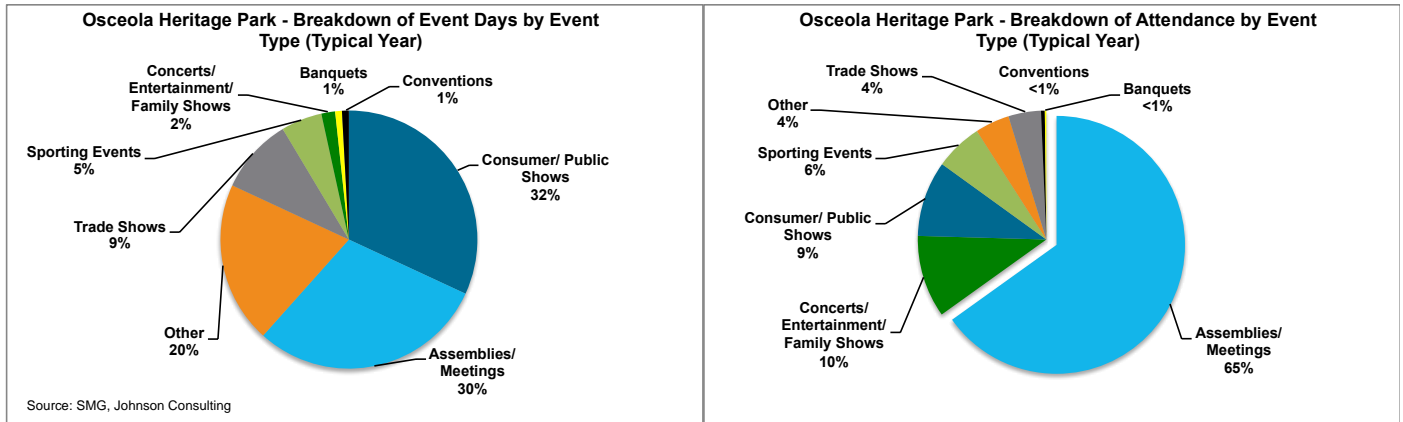 Osceola Heritage Park - Breakdown of Event Days by Event
Type (Typical Year)
Concerts/
Entertainment/
Family Shows
2%
Banquets
1%
Conventions
1%
Sporting Events
5%
Consumer/ Public
Shows
32%
Trade Shows
9%
Other
20%
Assemblies/
Meetings
30%
Source: SMG, Johnson Consulting
Osceola Heritage Park - Breakdown of Attendance by Event
Type (Typical Year)
Trade Shows
4%
Conventions
<1%
Banquets
<1%
Other
4%
Sporting Events
6%
Consumer/ Public
Shows
9%
Concerts/
Entertainment/
Family Shows
10%
Assemblies/
Meetings
65%